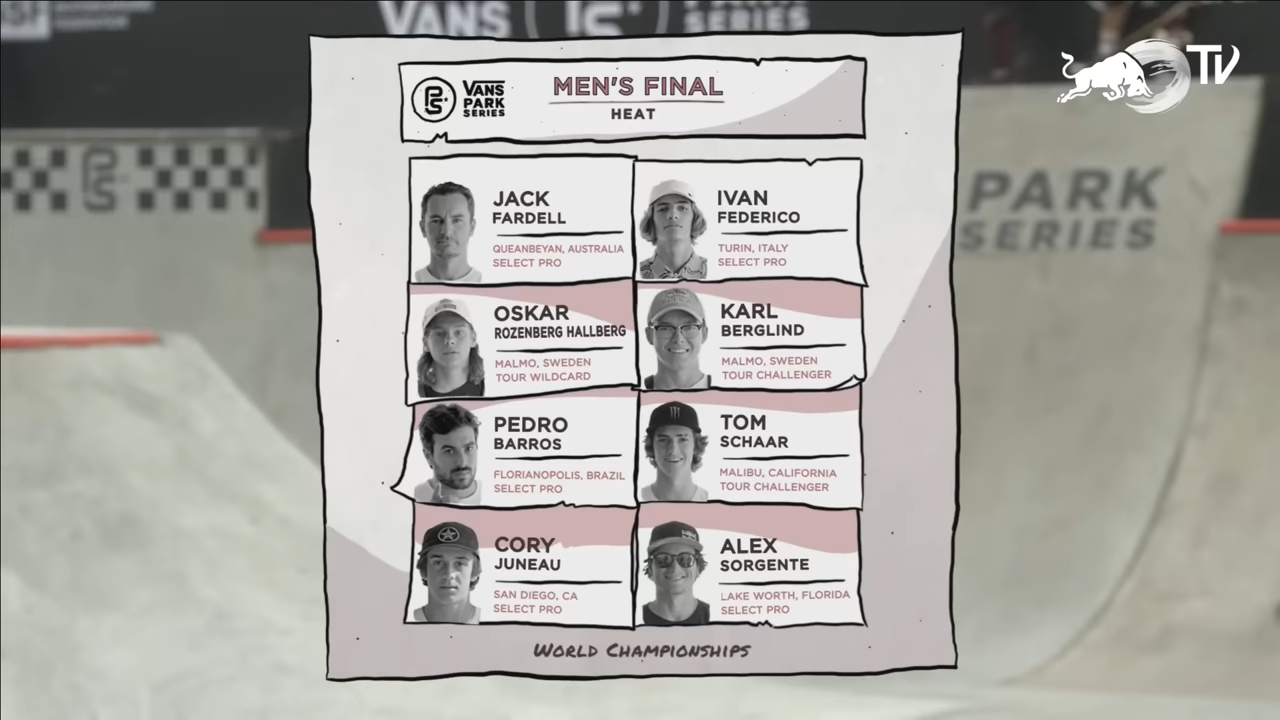 VANS
PARK
SERIES
TV
VANS
PARK
SERIES
MEN'S FINAL
HEAT
PARK
SERIES
JACK
FARDELL
QUEANBEYAN, AUSTRALIA
SELECT PRO
IVAN
FEDERICO
TURIN, ITALY
SELECT PRO
OSKAR
ROZENBERG HALLBERG
MALMO, SWEDEN
TOUR WILDCARD
KARL
BERGLIND
MALMO, SWEDEN
TOUR CHALLENGER
PEDRO
BARROS
FLORIANOPOLIS, BRAZIL
SELECT PRO
TOM
SCHAAR
MALIBU, CALIFORNIA
TOUR CHALLENGER
CORY
JUNEAU
SAN DIEGO, CA
SELECT PRO
ALEX
SORGENTE
LAKE WORTH, FLORIDA
SELECT PRO
WORLD CHAMPIONSHIPS